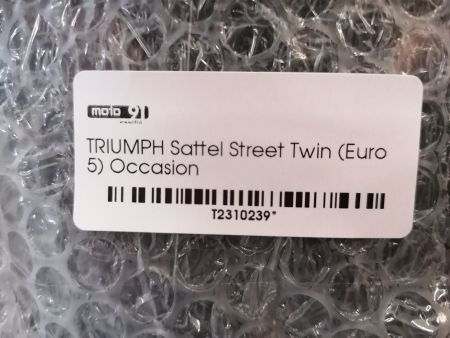 moto 91
TRIUMPH Sattel Street Twin (Euro
5) Occasion
T2310239*